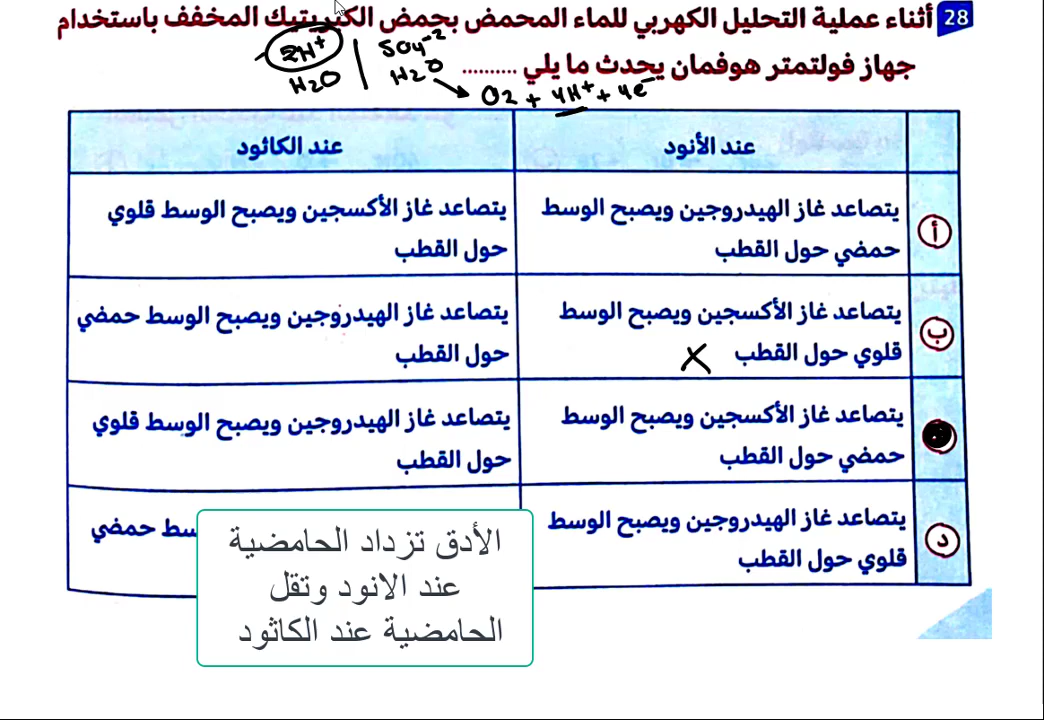 28 أثناء عملية التحليل الكهربي للماء المحمض بحمض الكبريتيك المخفف باستخدام
جهاز فولتمتر هوفمان يحدث ما يلي ..........
2H⁺ | SO₄⁻²
H₂O | H₂O → O₂ + 4H⁺ + 4e⁻
عند الأنود
عند الكاثود
أ
يتصاعد غاز الهيدروجين ويصبح الوسط
حمضي حول القطب
يتصاعد غاز الأكسجين ويصبح الوسط قلوي
حول القطب
ب
يتصاعد غاز الأكسجين ويصبح الوسط
قلوي حول القطب X
يتصاعد غاز الهيدروجين ويصبح الوسط حمضي
حول القطب
يتصاعد غاز الأكسجين ويصبح الوسط
حمضي حول القطب
يتصاعد غاز الهيدروجين ويصبح الوسط قلوي
حول القطب
د
يتصاعد غاز الهيدروجين ويصبح الوسط
قلوي حول القطب
سط حمضي
الأدق تزداد الحامضية
عند الانود وتقل
الحامضية عند الكاثود